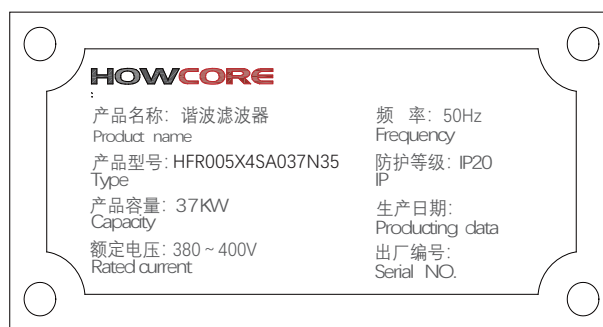 HOWCORE
产品名称: 谐波滤波器
Product name
产品型号: HFR005X4SA037N35
Type
产品容量: 37KW
Capacity
额定电压: 380~400V
Rated current
频 率: 50Hz
Frequency
防护等级: IP20
IP
生产日期:
Producting data
出厂编号:
Serial NO.